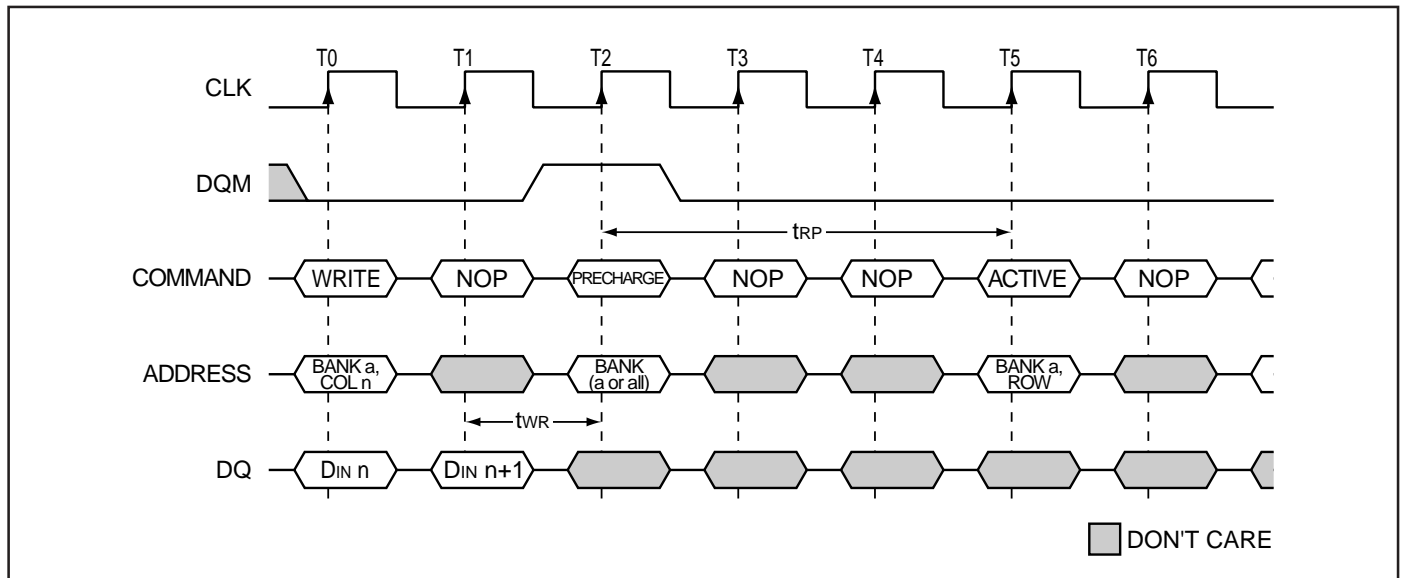 T0 T1 T2 T3 T4 T5 T6
CLK
DQM
tRP
COMMAND WRITE NOP PRECHARGE NOP NOP ACTIVE NOP
ADDRESS BANK a, COL n BANK (a or all) BANK a, ROW
tWR
DQ DIN n DIN n+1
DON'T CARE